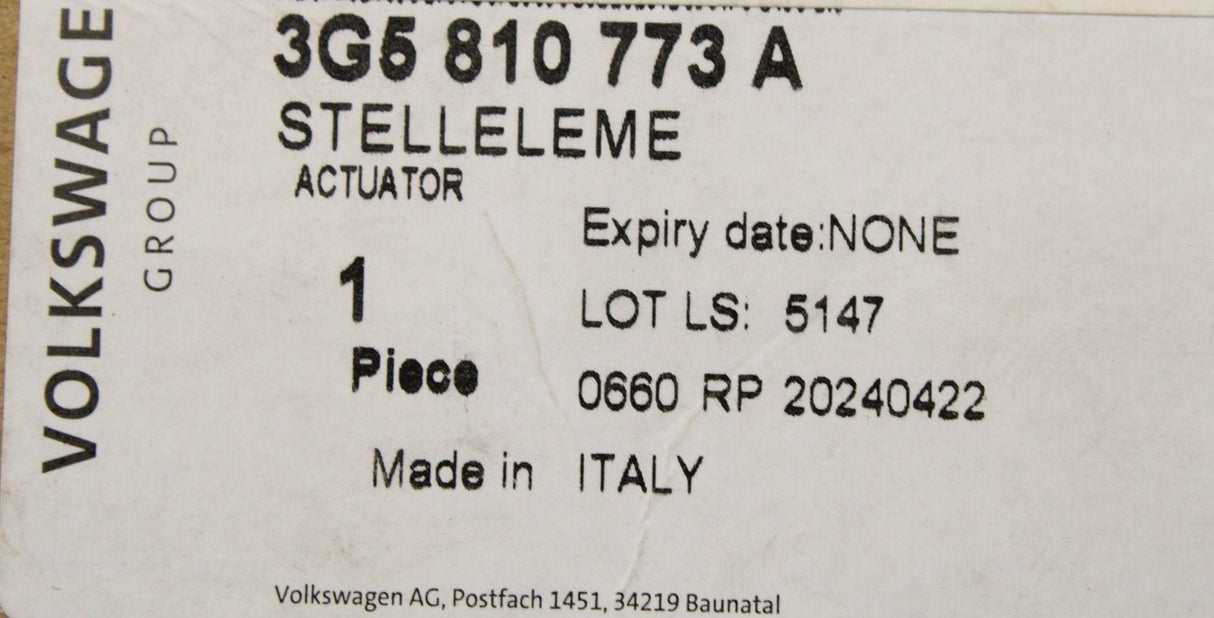 3G5 810 773 A
STELLELEME
ACTUATOR
Expiry date:NONE
1
LOT LS: 5147
Piece
0660 RP 20240422
Made in ITALY
Volkswagen AG, Postfach 1451, 34219 Baunatal
VOLKSWAGE
GROUP